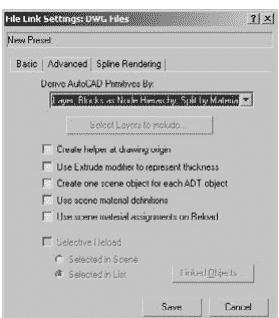 File Link Settings: DWG Files
New Preset
Basic Advanced Spline Rendering
Derive AutoCAD Primitives By:
Layer, Blocks as Node Hierarchy, Split by Materia
Select Layers to include...
Create helper at drawing origin
Use Extrude modifier to represent thickness
Create one scene object for each ADT object
Use scene material definitions
Use scene material assignments on Reload
Selective Reload
Selected in Scene
Selected in List
Linked Objects...
Save Cancel